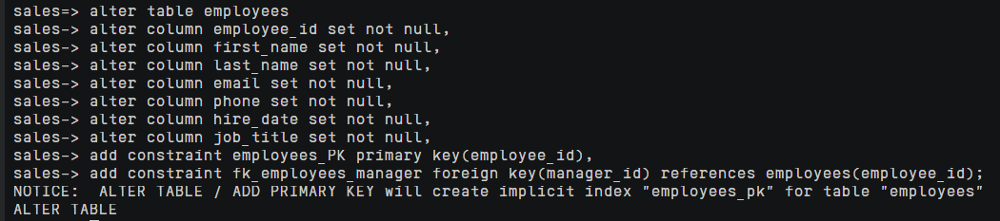 sales=> alter table employees
sales-> alter column employee_id set not null,
sales-> alter column first_name set not null,
sales-> alter column last_name set not null,
sales-> alter column email set not null,
sales-> alter column phone set not null,
sales-> alter column hire_date set not null,
sales-> alter column job_title set not null,
sales-> add constraint employees_PK primary key(employee_id),
sales-> add constraint fk_employees_manager foreign key(manager_id) references employees(employee_id);
NOTICE:  ALTER TABLE / ADD PRIMARY KEY will create implicit index "employees_pk" for table "employees"
ALTER TABLE